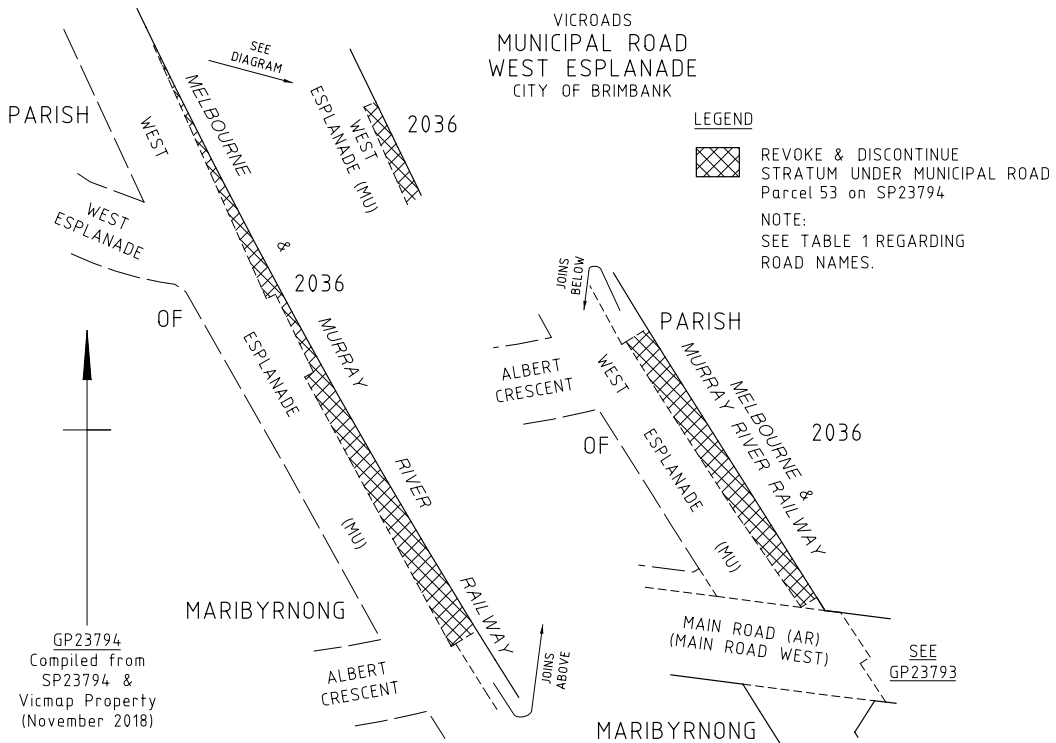 VICROADS
MUNICIPAL ROAD
WEST ESPLANADE
CITY OF BRIMBANK
LEGEND
REVOKE & DISCONTINUE
STRATUM UNDER MUNICIPAL ROAD
Parcel 53 on SP23794
NOTE:
SEE TABLE 1 REGARDING
ROAD NAMES.
SEE
DIAGRAM
WEST
ESPLANADE (MU)
WEST
2036
PARISH
WEST
MELBOURNE
WEST
ESPLANADE
&
2036
OF
ESPLANADE
MURRAY
RIVER
(MU)
RAILWAY
MARIBYRNONG
ALBERT
CRESCENT
JOINS
ABOVE
JOINS
BELOW
PARISH
ALBERT
CRESCENT
WEST
MELBOURNE &
MURRAY RIVER RAILWAY
2036
OF
ESPLANADE
(MU)
MAIN ROAD (AR)
(MAIN ROAD WEST)
SEE
GP23793
MARIBYRNONG
GP23794
Compiled from
SP23794 &
Vicmap Property
(November 2018)